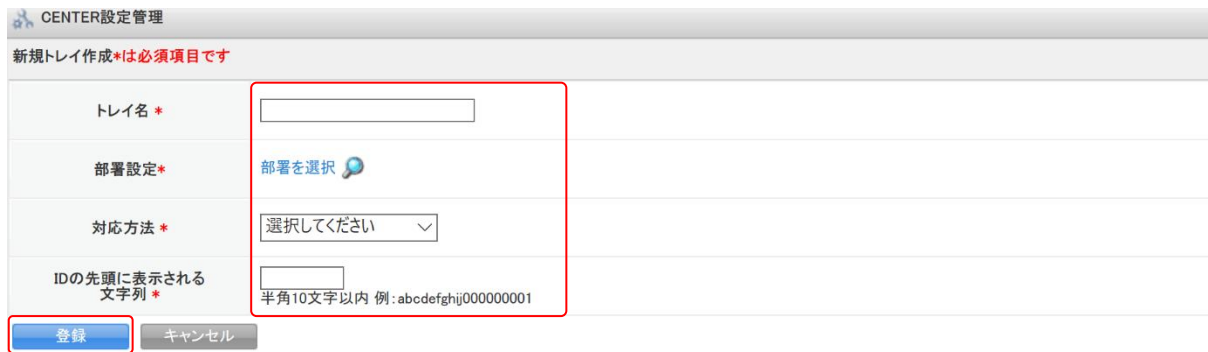 CENTER設定管理
新規トレイ作成*は必須項目です
トレイ名 *
部署設定*
部署を選択
対応方法 *
選択してください
IDの先頭に表示される
文字列 *
半角10文字以内 例:abcdefghij000000001
登録
キャンセル